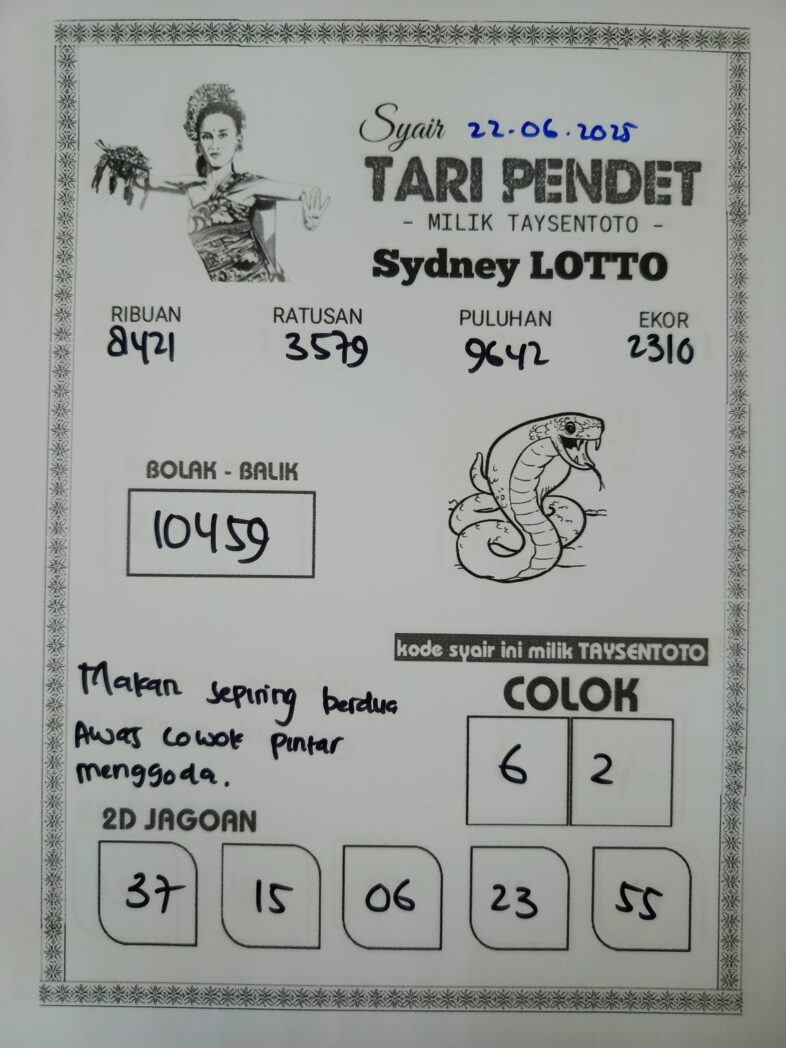 Syair 22.06.2025
TARI PENDET
- MILIK TAYSENTOTO -
Sydney LOTTO
RIBUAN RATUSAN PULUHAN EKOR
8421 3579 9642 2310
BOLAK - BALIK
10459
kode syair ini milik TAYSENTOTO
COLOK
6 2
Makan sepiring berdua
Awas cowok pintar
menggoda.
2D JAGOAN
37 15 06 23 55